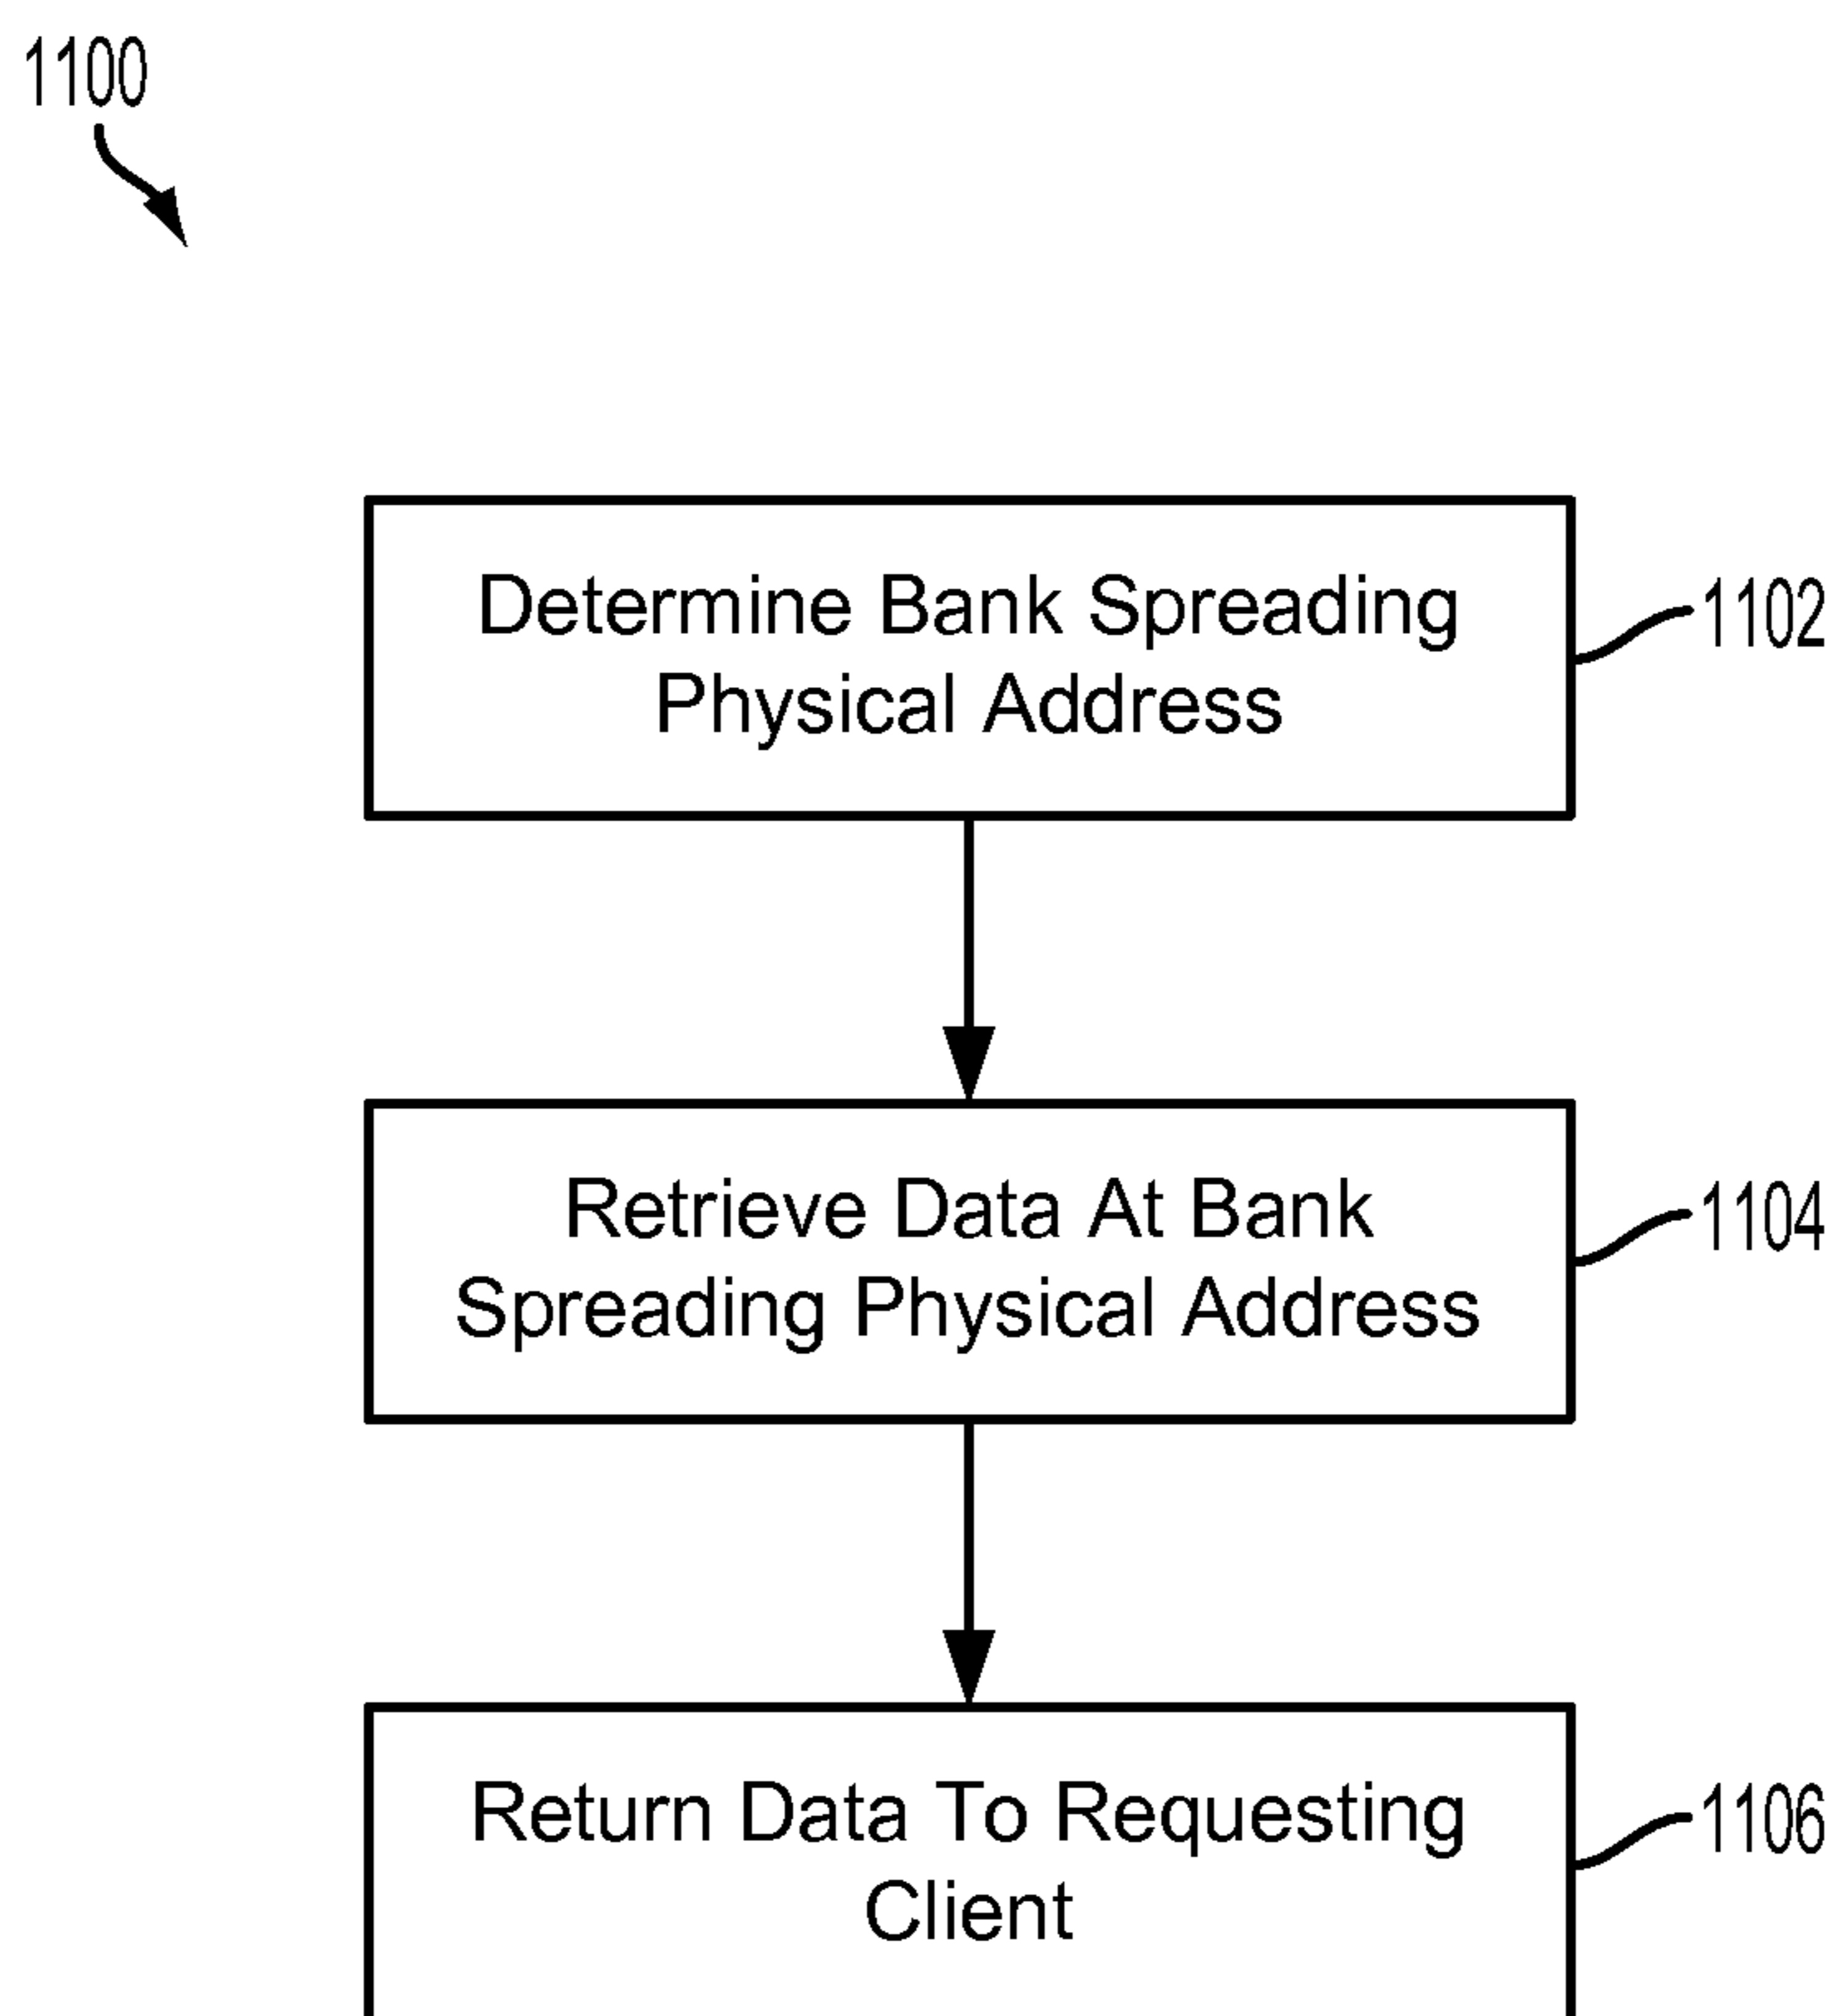 1100
Determine Bank Spreading
Physical Address
1102
Retrieve Data At Bank
Spreading Physical Address
1104
Return Data To Requesting
Client
1106